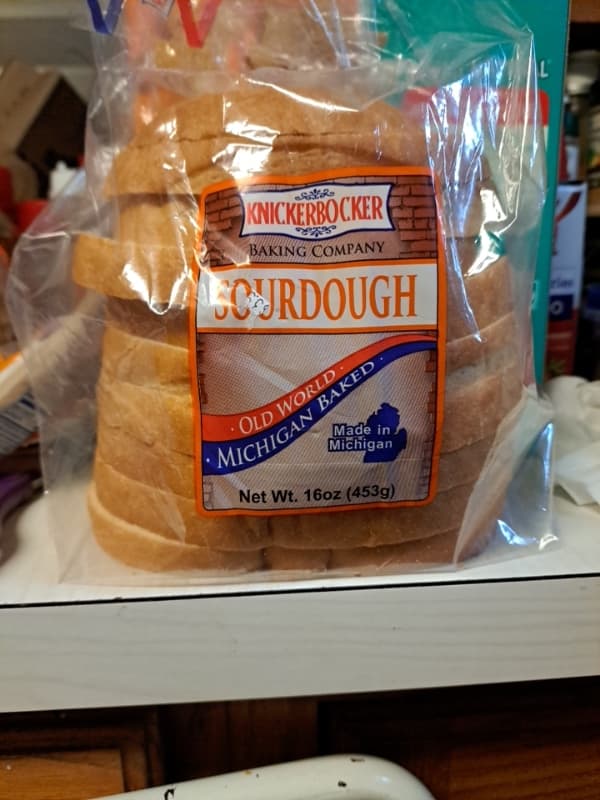 KNICKERBOCKER
BAKING COMPANY
SOURDOUGH
· OLD WORLD ·
· MICHIGAN BAKED ·
Made in
Michigan
Net Wt. 16oz (453g)
L